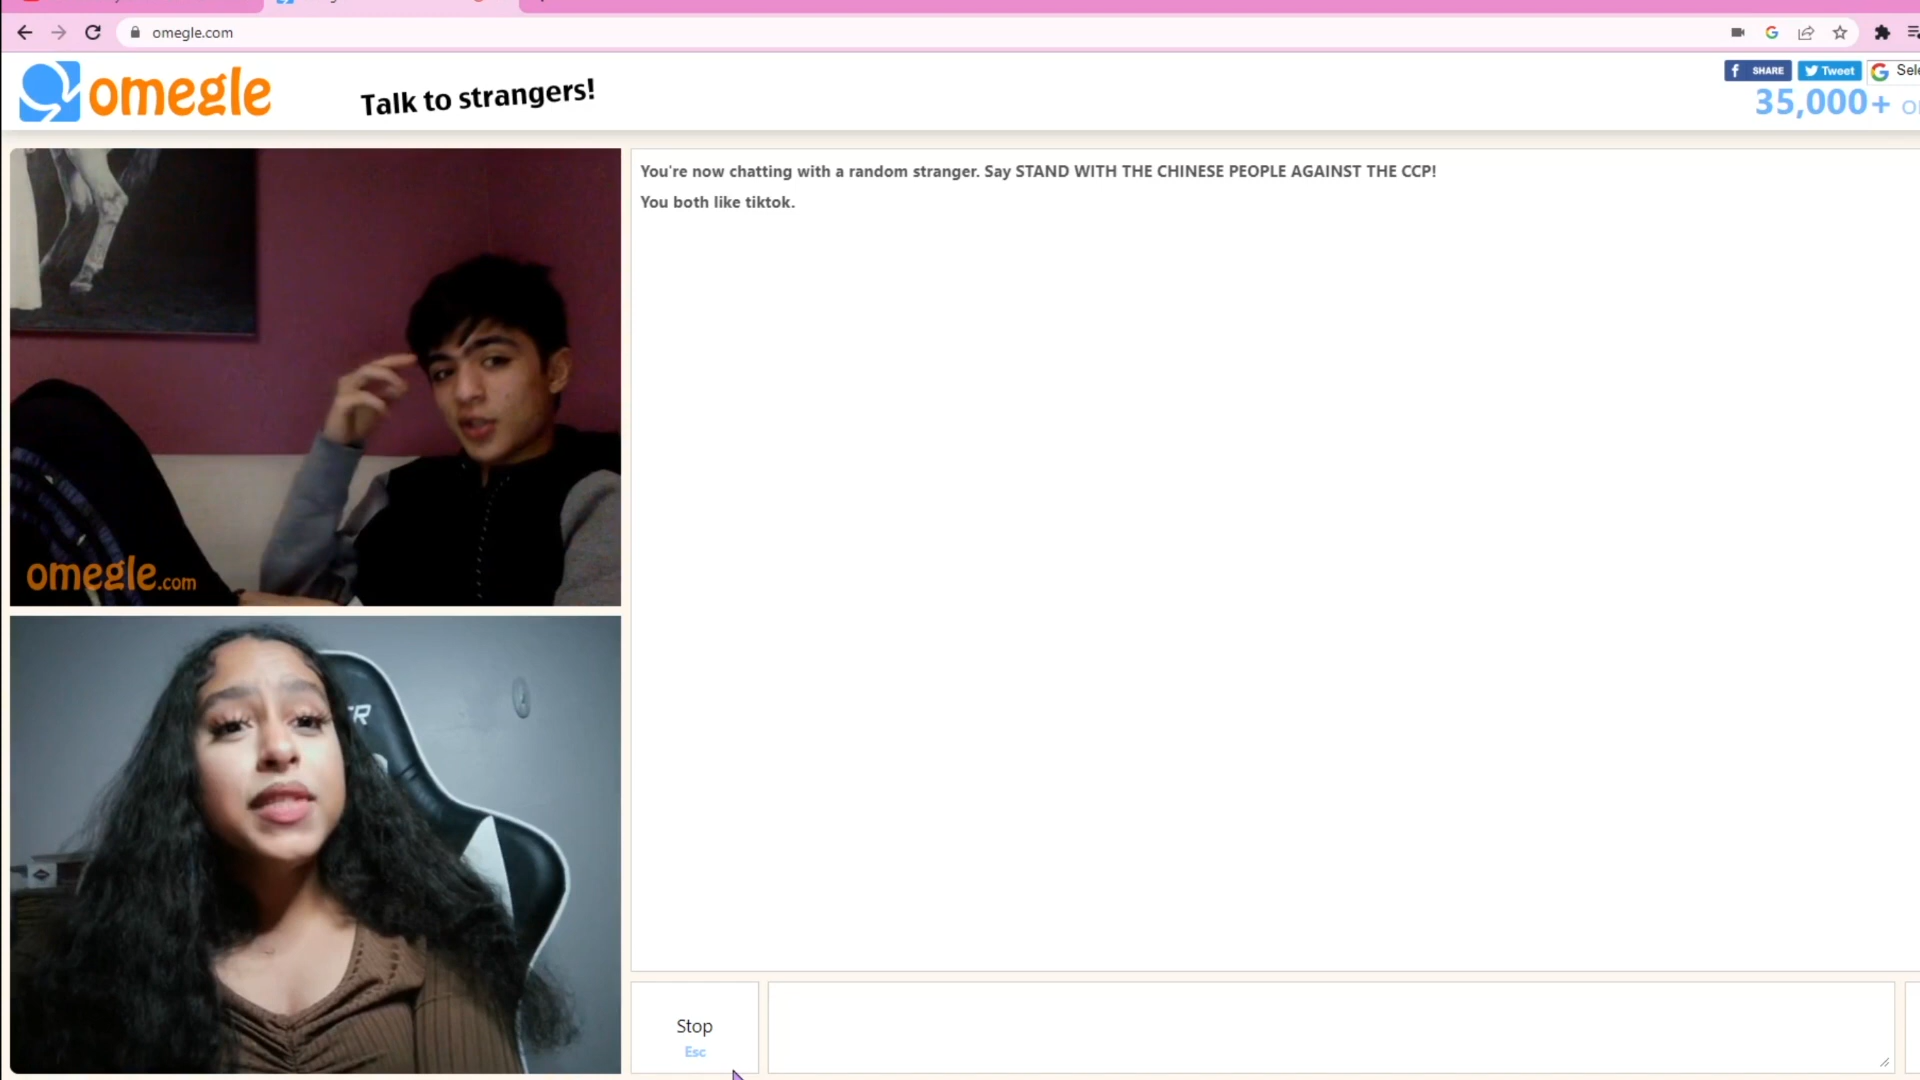 omegle.com
omegle
Talk to strangers!
SHARE
Tweet
35,000+
You're now chatting with a random stranger. Say STAND WITH THE CHINESE PEOPLE AGAINST THE CCP!
You both like tiktok.
omegle.com
Stop
Esc